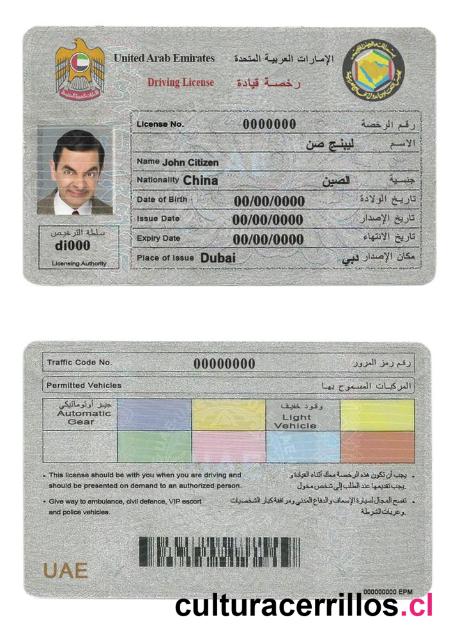 United Arab Emirates الإمارات العربية المتحدة
Driving License رخصة قيادة
License No. 0000000 رقم الرخصة
ليبنج صن الاسم
Name John Citizen
Nationality China الصين جنسية
Date of Birth 00/00/0000 تاريخ الولادة
Issue Date 00/00/0000 تاريخ الإصدار
Expiry Date 00/00/0000 تاريخ الانتهاء
Place of Issue Dubai مكان الإصدار دبي
سلطة الترخيص
di000
Licensing Authority
Traffic Code No. 00000000 رقم رمز المرور
Permitted Vehicles المركبات المسموح بها
جير أوتوماتيكي
Automatic
Gear
وقود خفيف
Light
Vehicle
• This license should be with you when you are driving and
should be presented on demand to an authorized person.
• Give way to ambulance, civil defence, VIP escort
and police vehicles.
• يجب أن تكون هذه الرخصة معك أثناء القيادة و
يجب تقديمها عند الطلب إلى شخص مخول
• تفسح المجال لسيارة الإسعاف والدفاع المدني ومرافقة كبار الشخصيات
وعربات الشرطة.
UAE
000000000 EPM
culturacerrillos.cl